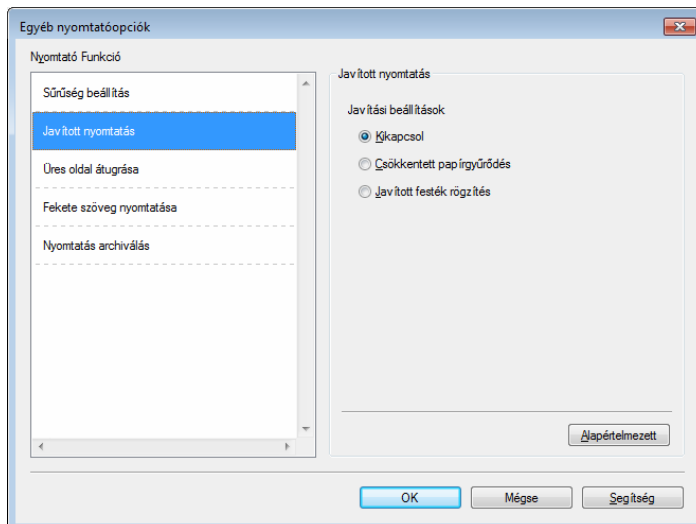 Egyéb nyomtatóopciók
Nyomtató Funkció
Sűrűség beállítás
Javított nyomtatás
Üres oldal átugrása
Fekete szöveg nyomtatása
Nyomtatás archiválás
Javított nyomtatás
Javítási beállítások
Kikapcsol
Csökkentett papírgyűrődés
Javított festék rögzítés
Alapértelmezett
OK
Mégse
Segítség